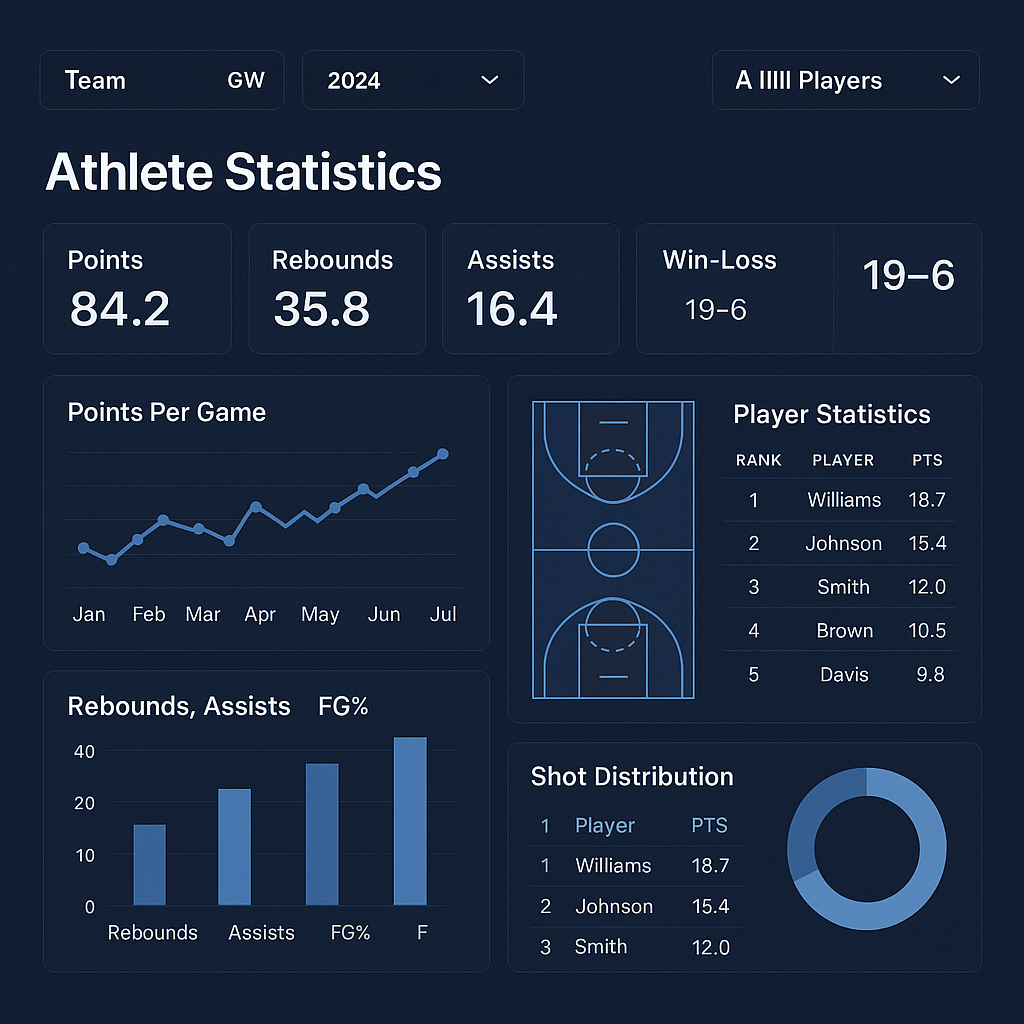 Team GW 2024 A lllll Players
Athlete Statistics
Points
84.2
Rebounds
35.8
Assists
16.4
Win-Loss
19–6
19–6
Points Per Game
Jan Feb Mar Apr May Jun Jul
Player Statistics
RANK PLAYER PTS
1 Williams 18.7
2 Johnson 15.4
3 Smith 12.0
4 Brown 10.5
5 Davis 9.8
Rebounds, Assists FG%
40
20
10
0
Rebounds Assists FG% F
Shot Distribution
1 Player PTS
1 Williams 18.7
2 Johnson 15.4
3 Smith 12.0